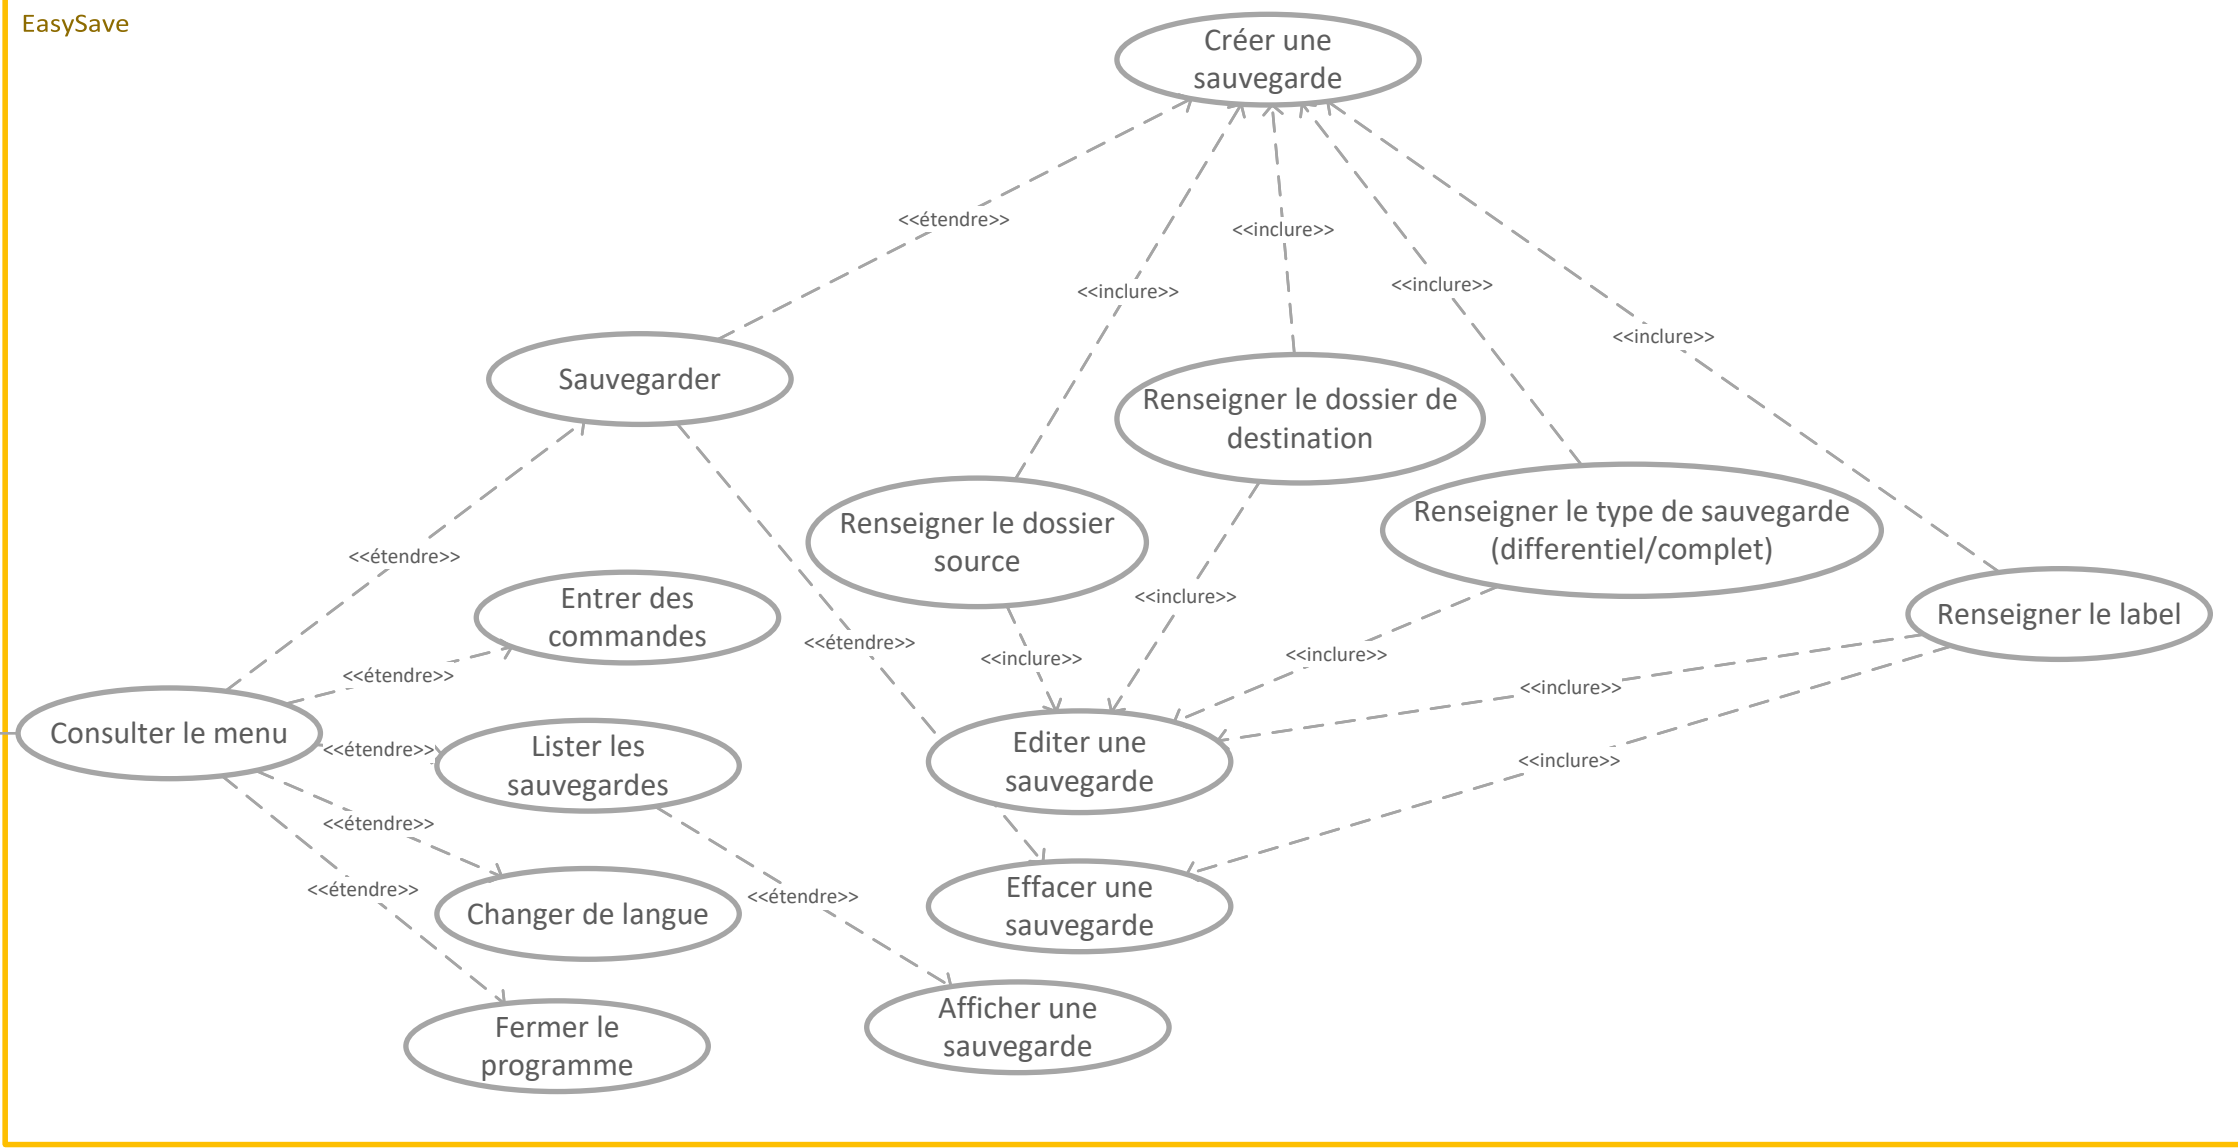 EasySave
Créer une
sauvegarde
<<étendre>>
<<inclure>>
<<inclure>>
<<inclure>>
<<inclure>>
Sauvegarder
Renseigner le dossier de
destination
Renseigner le dossier
source
Renseigner le type de sauvegarde
(differentiel/complet)
<<étendre>>
Entrer des
commandes
<<inclure>>
Renseigner le label
<<étendre>>
<<inclure>>
<<inclure>>
<<étendre>>
<<inclure>>
Consulter le menu
<<étendre>>
Lister les
sauvegardes
Editer une
sauvegarde
<<inclure>>
<<étendre>>
<<étendre>>
Changer de langue
<<étendre>>
Effacer une
sauvegarde
Fermer le
programme
Afficher une
sauvegarde